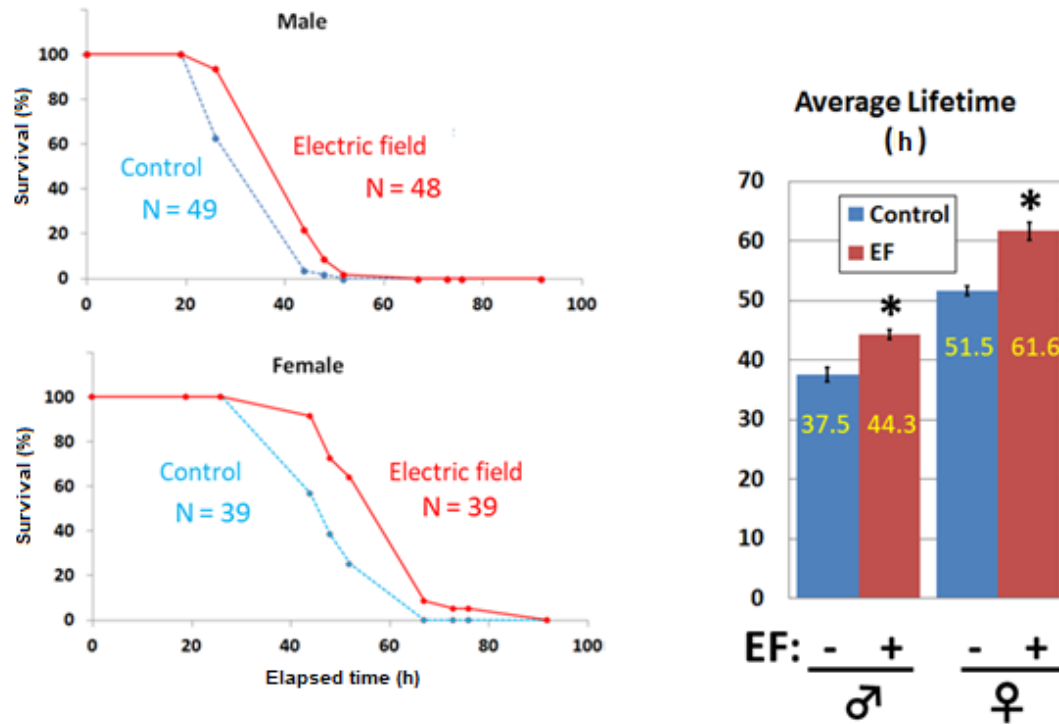 Male
Survival (%)
100
80
60
40
20
0
Control
N = 49
Electric field
N = 48
0 20 40 60 80 100
Female
Survival (%)
100
80
60
40
20
0
Control
N = 39
Electric field
N = 39
0 20 40 60 80 100
Elapsed time (h)
Average Lifetime
(h)
70
60
50
40
30
20
10
0
Control
EF
* *
37.5 44.3 51.5 61.6
EF: - + - +
♂ ♀